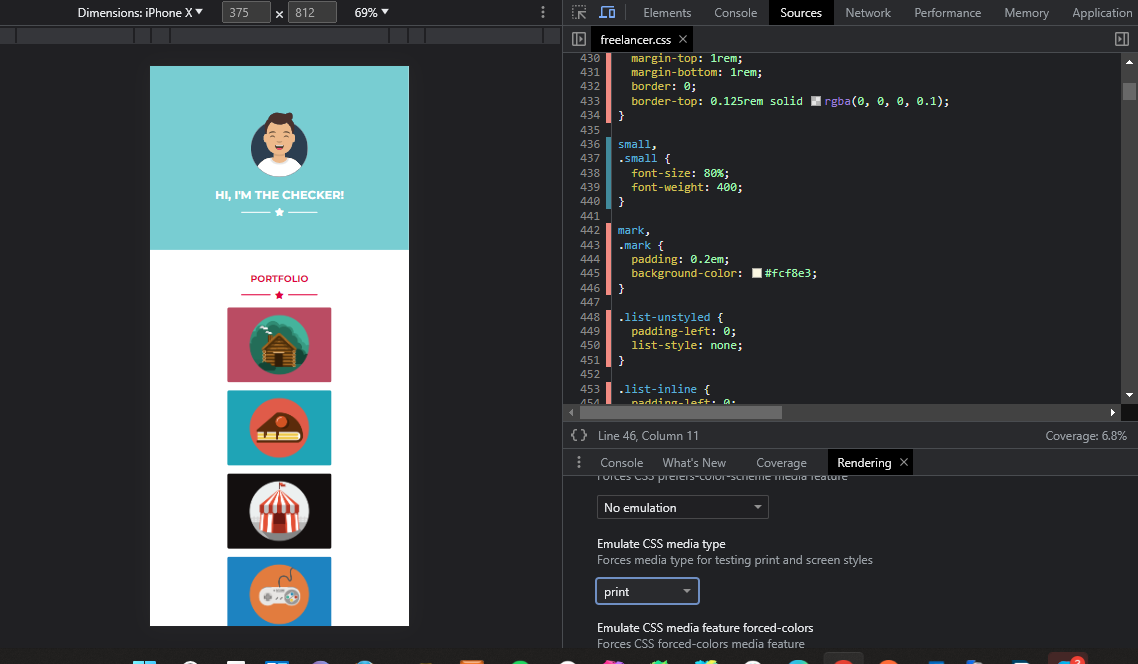 Dimensions: iPhone X ▼ 375 × 812 69% ▼
Elements Console Sources Network Performance Memory Application
freelancer.css ×
430 margin-top: 1rem;
431 margin-bottom: 1rem;
432 border: 0;
433 border-top: 0.125rem solid rgba(0, 0, 0, 0.1);
434 }
435
436 small,
437 .small {
438 font-size: 80%;
439 font-weight: 400;
440 }
441
442 mark,
443 .mark {
444 padding: 0.2em;
445 background-color: #fcf8e3;
446 }
447
448 .list-unstyled {
449 padding-left: 0;
450 list-style: none;
451 }
452
453 .list-inline {
454 padding-left: 0;
HI, I'M THE CHECKER!
PORTFOLIO
{ } Line 46, Column 11 Coverage: 6.8%
Console What's New Coverage Rendering ×
Forces CSS prefers-color-scheme media feature
No emulation
Emulate CSS media type
Forces media type for testing print and screen styles
print
Emulate CSS media feature forced-colors
Forces CSS forced-colors media feature
2